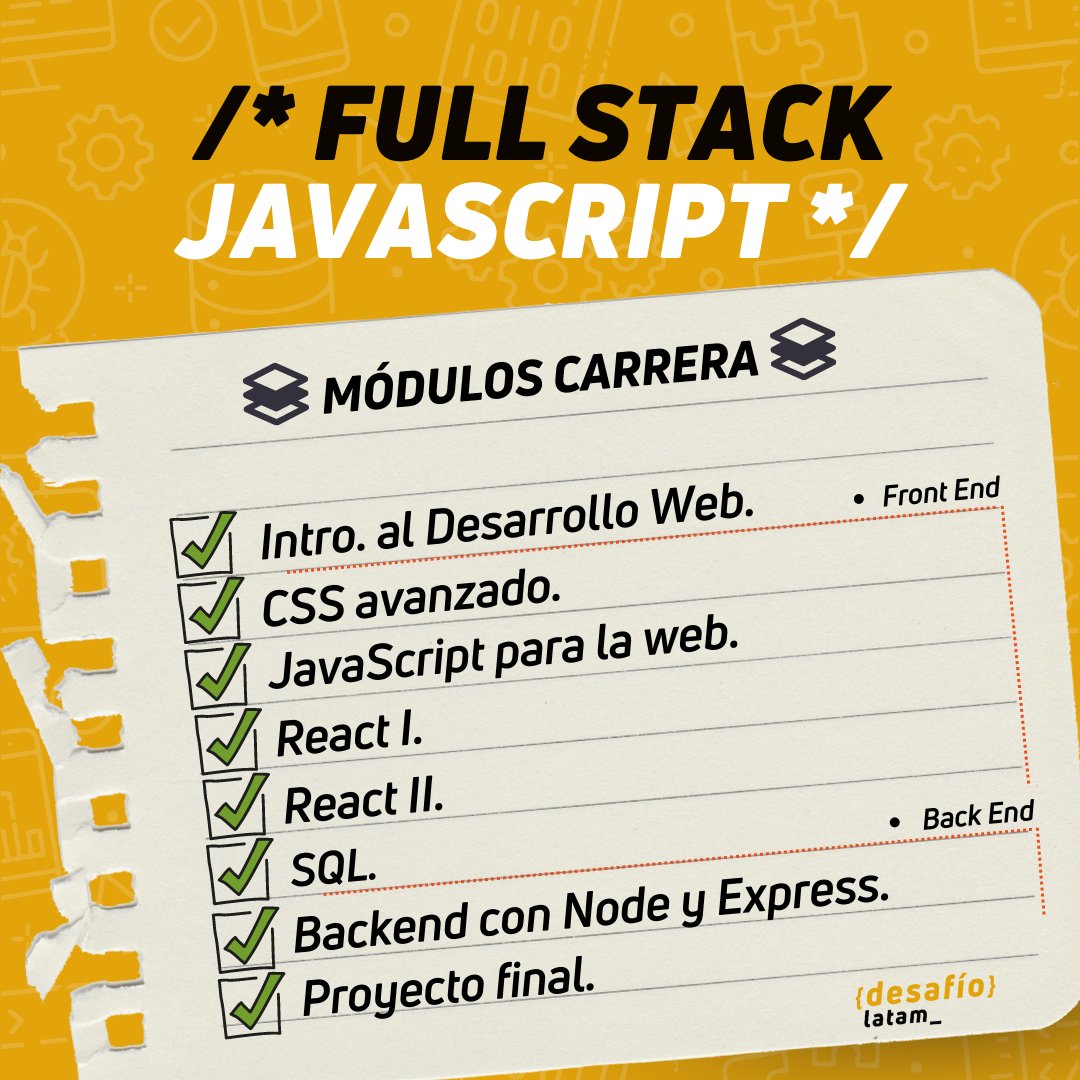 /* FULL STACK
JAVASCRIPT */
MÓDULOS CARRERA
Intro. al Desarrollo Web.
• Front End
CSS avanzado.
JavaScript para la web.
React I.
React II.
• Back End
SQL.
Backend con Node y Express.
Proyecto final.
{desafío}
latam_